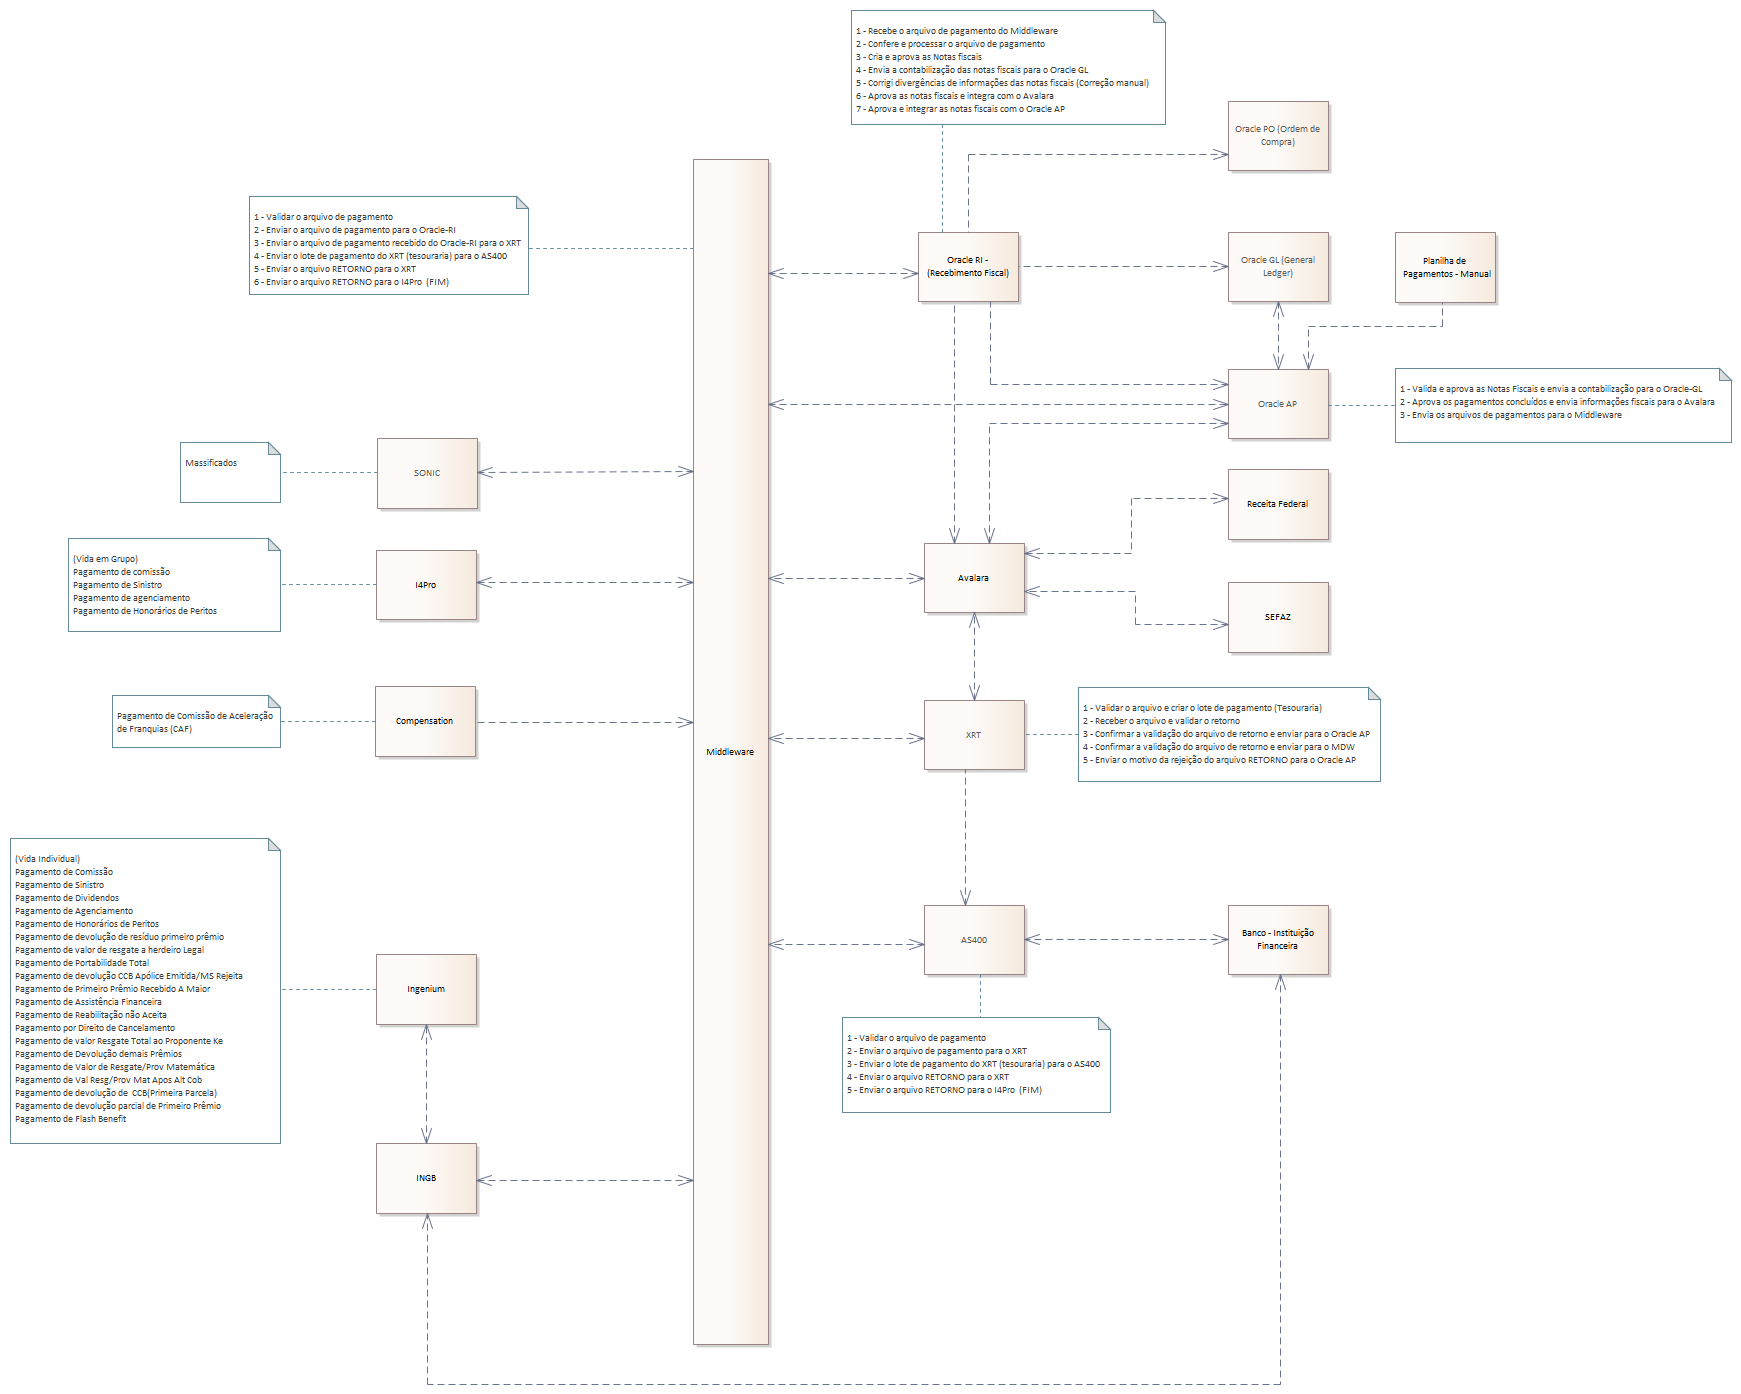 1 - Recebe o arquivo de pagamento do Middleware
2 - Confere e processar o arquivo de pagamento
3 - Cria e aprova as Notas fiscais
4 - Envia a contabilização das notas fiscais para o Oracle GL
5 - Corrigi divergências de informações das notas fiscais (Correção manual)
6 - Aprova as notas fiscais e integra com o Avalara
7 - Aprova e integrar as notas fiscais com o Oracle AP
Oracle PO (Ordem de
Compra)
1 - Validar o arquivo de pagamento
2 - Enviar o arquivo de pagamento para o Oracle-RI
3 - Enviar o arquivo de pagamento recebido do Oracle-RI para o XRT
4 - Enviar o lote de pagamento do XRT (tesouraria) para o AS400
5 - Enviar o arquivo RETORNO para o XRT
6 - Enviar o arquivo RETORNO para o I4Pro  (FIM)
Oracle RI -
(Recebimento Fiscal)
Oracle GL (General
Ledger)
Planilha de
Pagamentos - Manual
Oracle AP
1 - Valida e aprova as Notas Fiscais e envia a contabilização para o Oracle-GL
2 - Aprova os pagamentos concluídos e envia informações fiscais para o Avalara
3 - Envia os arquivos de pagamentos para o Middleware
Massificados
SONIC
Receita Federal
(Vida em Grupo)
Pagamento de comissão
Pagamento de Sinistro
Pagamento de agenciamento
Pagamento de Honorários de Peritos
I4Pro
Avalara
SEFAZ
Pagamento de Comissão de Aceleração
de Franquias (CAF)
Compensation
Middleware
XRT
1 - Validar o arquivo e criar o lote de pagamento (Tesouraria)
2 - Receber o arquivo e validar o retorno
3 - Confirmar a validação do arquivo de retorno e enviar para o Oracle AP
4 - Confirmar a validação do arquivo de retorno e enviar para o MDW
5 - Enviar o motivo da rejeição do arquivo RETORNO para o Oracle AP
(Vida Individual)
Pagamento de Comissão
Pagamento de Sinistro
Pagamento de Dividendos
Pagamento de Agenciamento
Pagamento de Honorários de Peritos
Pagamento de devolução de resíduo primeiro prêmio
Pagamento de valor de resgate a herdeiro Legal
Pagamento de Portabilidade Total
Pagamento de devolução CCB Apólice Emitida/MS Rejeita
Pagamento de Primeiro Prêmio Recebido A Maior
Pagamento de Assistência Financeira
Pagamento de Reabilitação não Aceita
Pagamento por Direito de Cancelamento
Pagamento de valor Resgate Total ao Proponente Ke
Pagamento de Devolução demais Prêmios
Pagamento de Valor de Resgate/Prov Matemática
Pagamento de Val Resg/Prov Mat Apos Alt Cob
Pagamento de devolução de  CCB(Primeira Parcela)
Pagamento de devolução parcial de Primeiro Prêmio
Pagamento de Flash Benefit
Ingenium
AS400
Banco - Instituição
Financeira
1 - Validar o arquivo de pagamento
2 - Enviar o arquivo de pagamento para o XRT
3 - Enviar o lote de pagamento do XRT (tesouraria) para o AS400
4 - Enviar o arquivo RETORNO para o XRT
5 - Enviar o arquivo RETORNO para o I4Pro  (FIM)
INGB